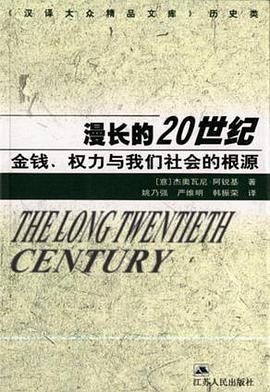 《汉译大众精品文库》历史类
漫长的20世纪
金钱、权力与我们社会的根源
[意]杰奥瓦尼·阿锐基 著
姚乃强 严维明 韩振荣 译
THE LONG TWENTIETH
CENTURY
江苏人民出版社